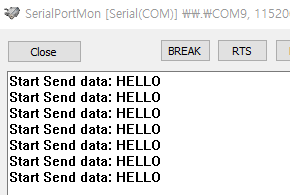 SerialPortMon [Serial(COM)] ₩₩.₩COM9, 11520
Close
BREAK
RTS
Start Send data: HELLO
Start Send data: HELLO
Start Send data: HELLO
Start Send data: HELLO
Start Send data: HELLO
Start Send data: HELLO
Start Send data: HELLO